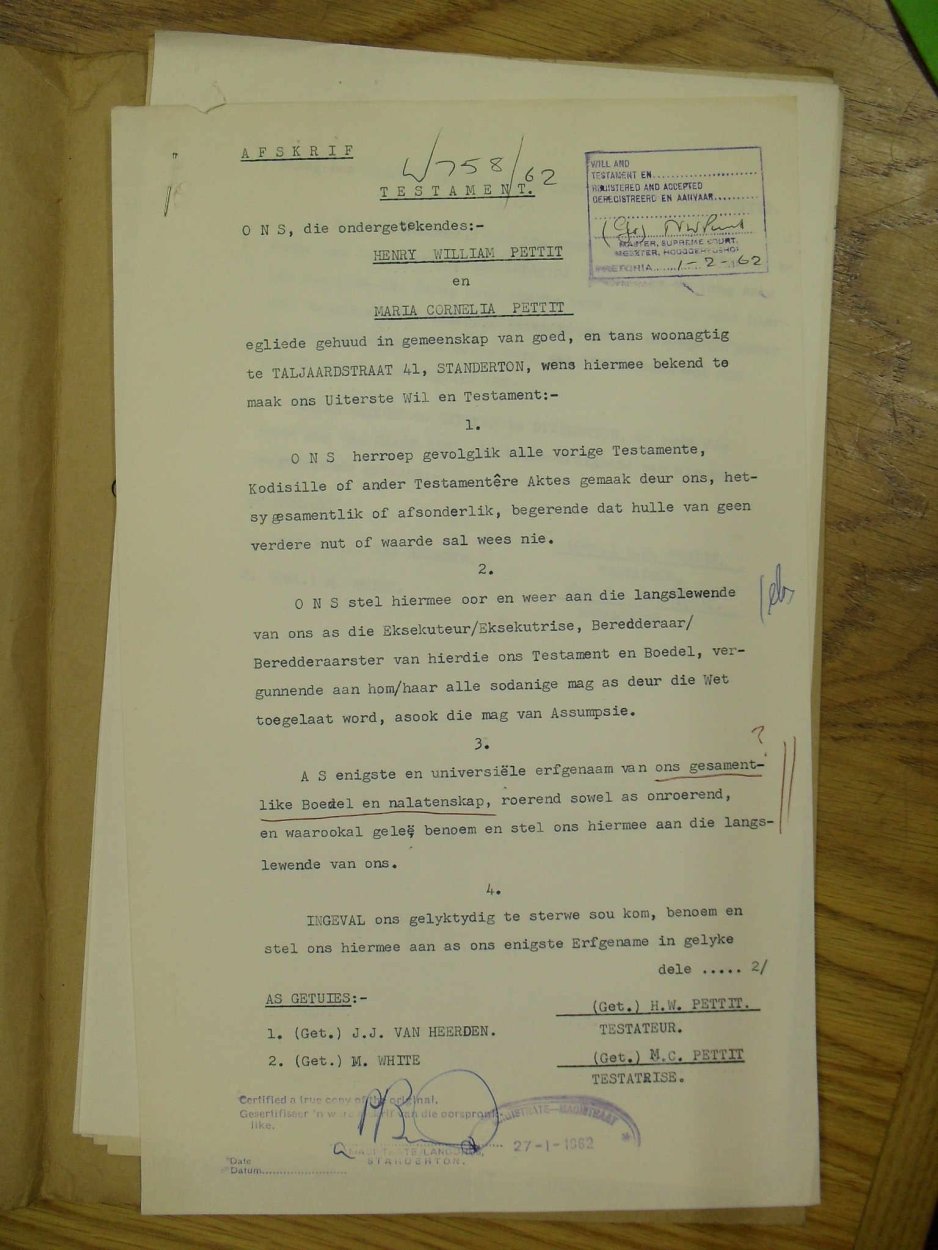 AFSKRIF
W758/62
TESTAMENT.
WILL AND
TESTAMENT EN....................
REGISTERED AND ACCEPTED
GEREGISTREERD EN AANVAAR..........
MASTER, SUPREME COURT,
MEESTER, HOOGGEREGSHOF
PRETORIA....... 1-2-1962
O N S, die ondergetekendes:-
HENRY WILLIAM PETTIT
en
MARIA CORNELIA PETTIT
egliede gehuud in gemeenskap van goed, en tans woonagtig
te TALJAARDSTRAAT 41, STANDERTON, wens hiermee bekend te
maak ons Uiterste Wil en Testament:-
1.
O N S herroep gevolglik alle vorige Testamente,
Kodisille of ander Testamentêre Aktes gemaak deur ons, het-
sy gesamentlik of afsonderlik, begerende dat hulle van geen
verdere nut of waarde sal wees nie.
2.
O N S stel hiermee oor en weer aan die langslewende
van ons as die Eksekuteur/Eksekutrise, Beredderaar/
Beredderaarster van hierdie ons Testament en Boedel, ver-
gunnende aan hom/haar alle sodanige mag as deur die Wet
toegelaat word, asook die mag van Assumpsie.
3.
?
A S enigste en universiële erfgenaam van ons gesament-
like Boedel en nalatenskap, roerend sowel as onroerend,
en waarookal geleë benoem en stel ons hiermee aan die langs-
lewende van ons.
4.
INGEVAL ons gelyktydig te sterwe sou kom, benoem en
stel ons hiermee aan as ons enigste Erfgename in gelyke
dele ..... 2/
AS GETUIES:-
1. (Get.) J.J. VAN HEERDEN.
2. (Get.) M. WHITE
(Get.) H.W. PETTIT.
TESTATEUR.
(Get.) M.C. PETTIT
TESTATRISE.
Certified a true copy of the original.
Gesertifiseer 'n ware afskrif van die oorspronk-
like.
MAGISTRATE/LANDDROS,
STANDERTON.
Date
Datum....................
MAGISTRATE—MAGISTRAAT
27-1-1962